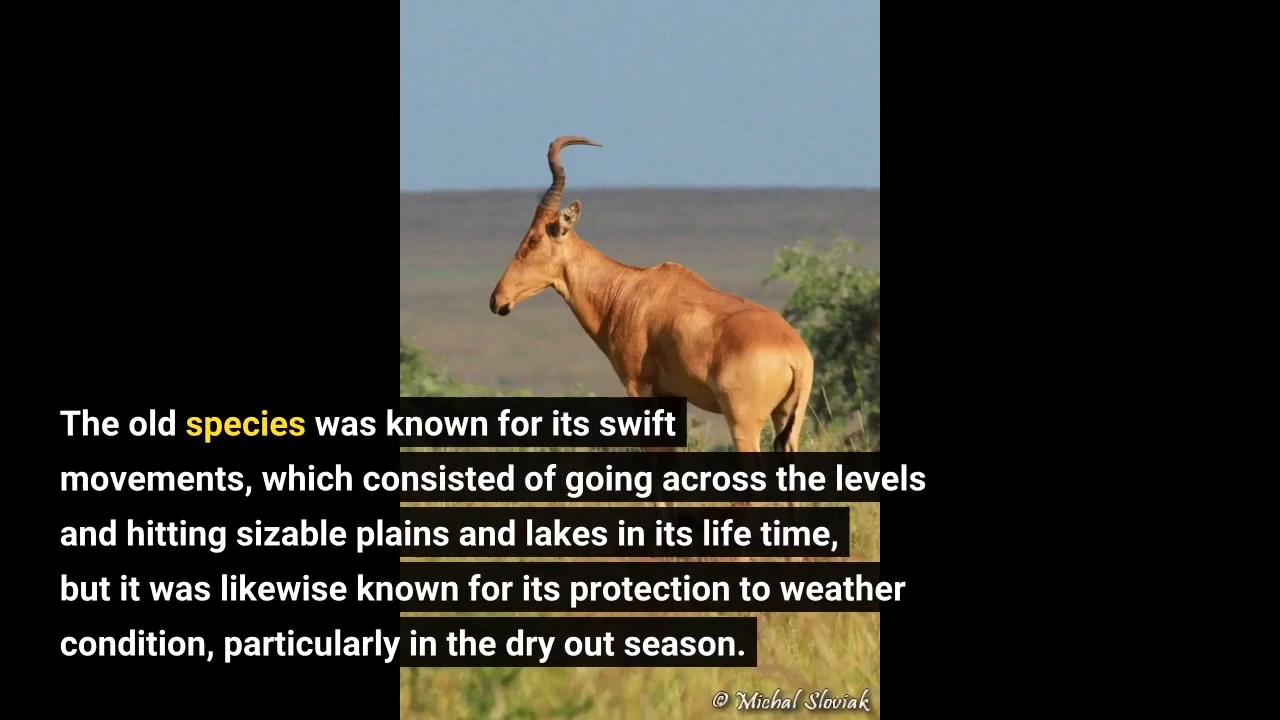 The old species was known for its swift
movements, which consisted of going across the levels
and hitting sizable plains and lakes in its life time,
but it was likewise known for its protection to weather
condition, particularly in the dry out season.
© Michal Sloviak